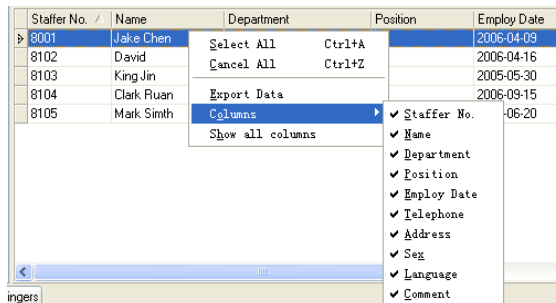 Staffer No. Name Department Position Employ Date
8001 Jake Chen 2006-04-09
8102 David 2006-04-16
8103 King Jin 2005-05-30
8104 Clark Ruan 2006-09-15
8105 Mark Simth -06-20
Select All Ctrl+A
Cancel All Ctrl+Z
Export Data
Columns
Show all columns
Staffer No.
Name
Department
Position
Employ Date
Telephone
Address
Sex
Language
Comment
ingers